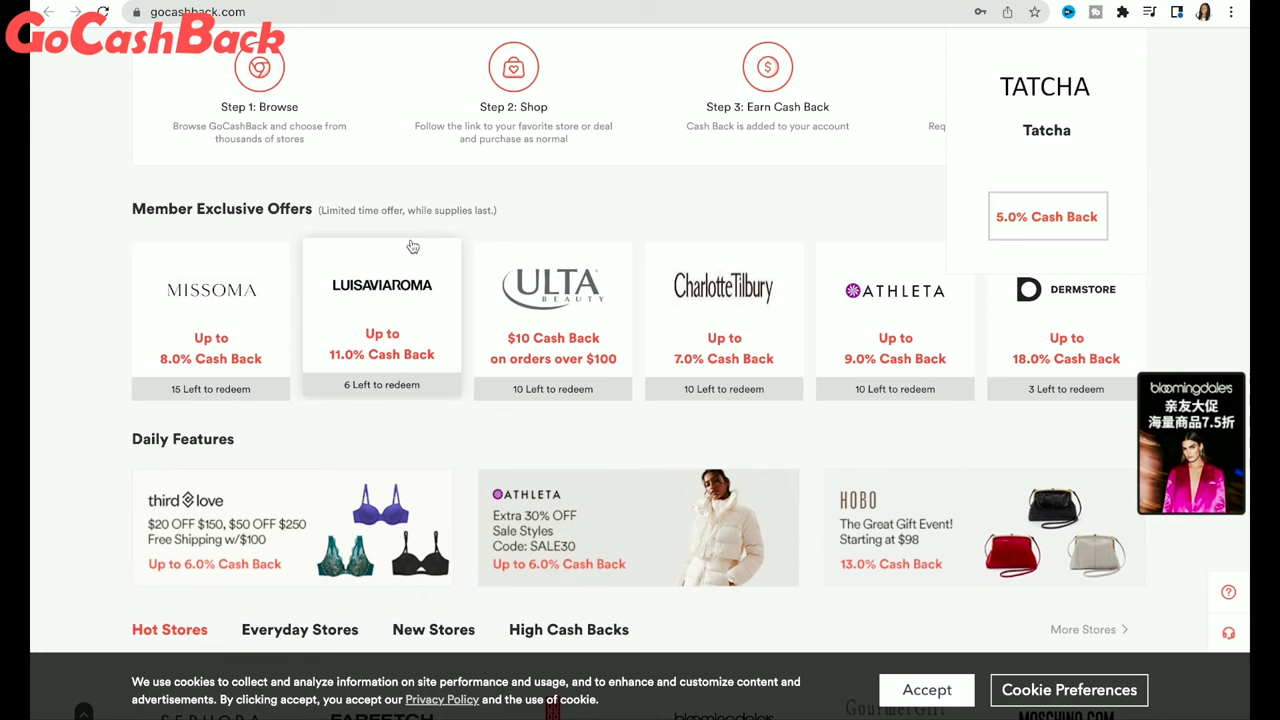 gocashback.com
GoCashBack
Step 1: Browse
Browse GoCashBack and choose from
thousands of stores
Step 2: Shop
Follow the link to your favorite store or deal
and purchase as normal
Step 3: Earn Cash Back
Cash Back is added to your account
Req
TATCHA
Tatcha
5.0% Cash Back
Member Exclusive Offers (Limited time offer, while supplies last.)
MISSOMA
Up to
8.0% Cash Back
15 Left to redeem
LUISAVIAROMA
Up to
11.0% Cash Back
6 Left to redeem
ULTA
BEAUTY
$10 Cash Back
on orders over $100
10 Left to redeem
Charlotte Tilbury
Up to
7.0% Cash Back
10 Left to redeem
ATHLETA
Up to
9.0% Cash Back
10 Left to redeem
DERMSTORE
Up to
18.0% Cash Back
3 Left to redeem
bloomingdale's
亲友大促
海量商品7.5折
Daily Features
third love
$20 OFF $150, $50 OFF $250
Free Shipping w/$100
Up to 6.0% Cash Back
ATHLETA
Extra 30% OFF
Sale Styles
Code: SALE30
Up to 6.0% Cash Back
HOBO
The Great Gift Event!
Starting at $98
13.0% Cash Back
Hot Stores Everyday Stores New Stores High Cash Backs More Stores >
We use cookies to collect and analyze information on site performance and usage, and to enhance and customize content and
advertisements. By clicking accept, you accept our Privacy Policy and the use of cookie.
Accept
Cookie Preferences
SEPHORA FARFETCH bloomingdales Gourmet Gift MOSCHINO.COM